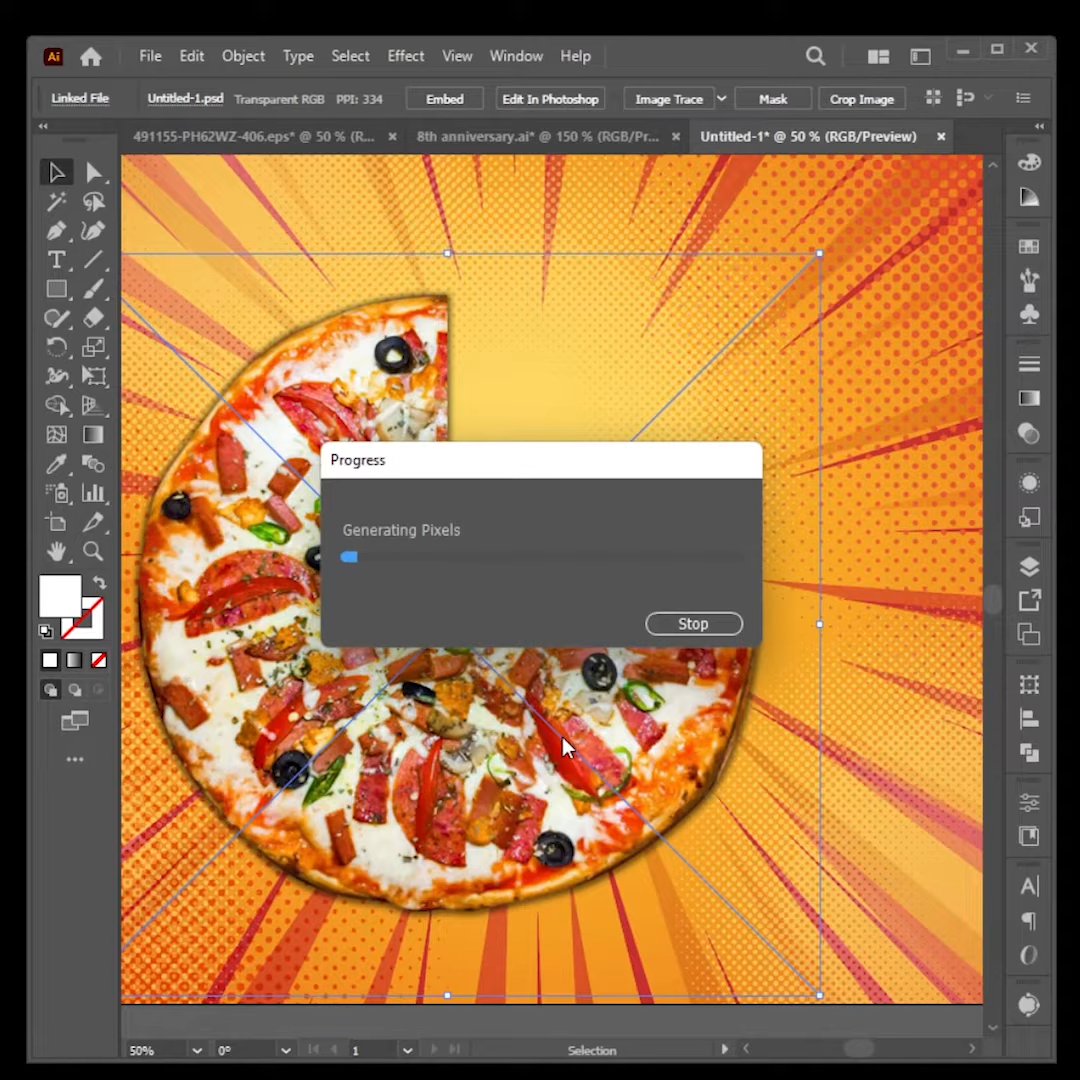 Ai File Edit Object Type Select Effect View Window Help
Linked File Untitled-1.psd Transparent RGB PPI: 334 Embed Edit In Photoshop Image Trace Mask Crop Image
491155-PH62WZ-406.eps* @ 50 % (R... 8th anniversary.ai* @ 150 % (RGB/Pr... Untitled-1* @ 50 % (RGB/Preview)
Progress
Generating Pixels
Stop
50% 0° 1 Selection